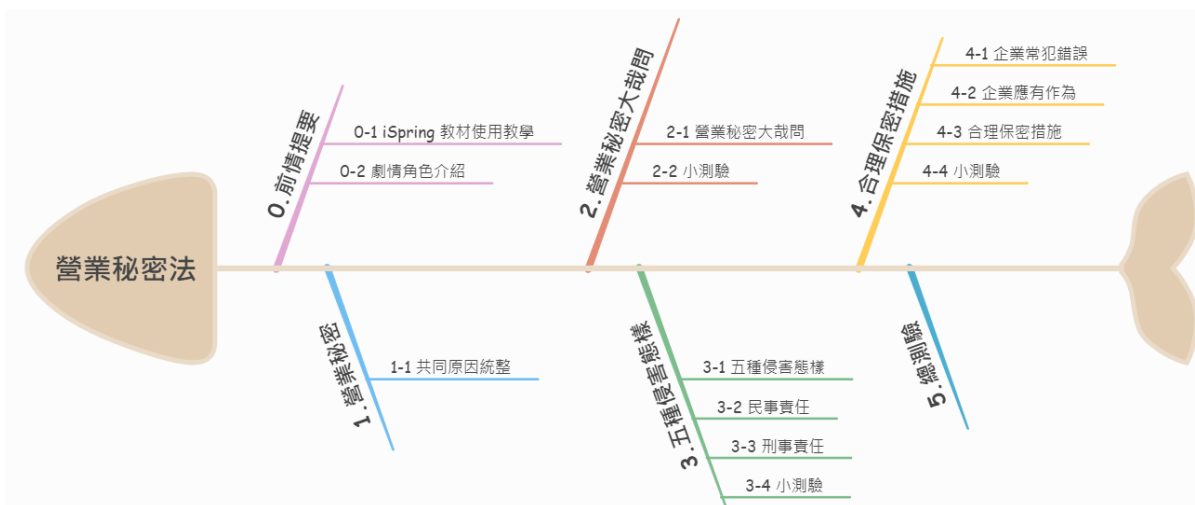 營業秘密法
0.前情提要
0-1 iSpring 教材使用教學
0-2 劇情角色介紹
1.營業秘密
1-1 共同原因統整
2.營業秘密大哉問
2-1 營業秘密大哉問
2-2 小測驗
3.五種侵害態樣
3-1 五種侵害態樣
3-2 民事責任
3-3 刑事責任
3-4 小測驗
4.合理保密措施
4-1 企業常犯錯誤
4-2 企業應有作為
4-3 合理保密措施
4-4 小測驗
5.總測驗